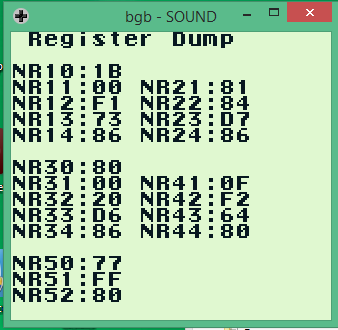 bgb - SOUND
Register Dump
NR10:1B
NR11:00 NR21:81
NR12:F1 NR22:84
NR13:73 NR23:D7
NR14:86 NR24:86
NR30:80
NR31:00 NR41:0F
NR32:20 NR42:F2
NR33:D6 NR43:64
NR34:86 NR44:80
NR50:77
NR51:FF
NR52:80